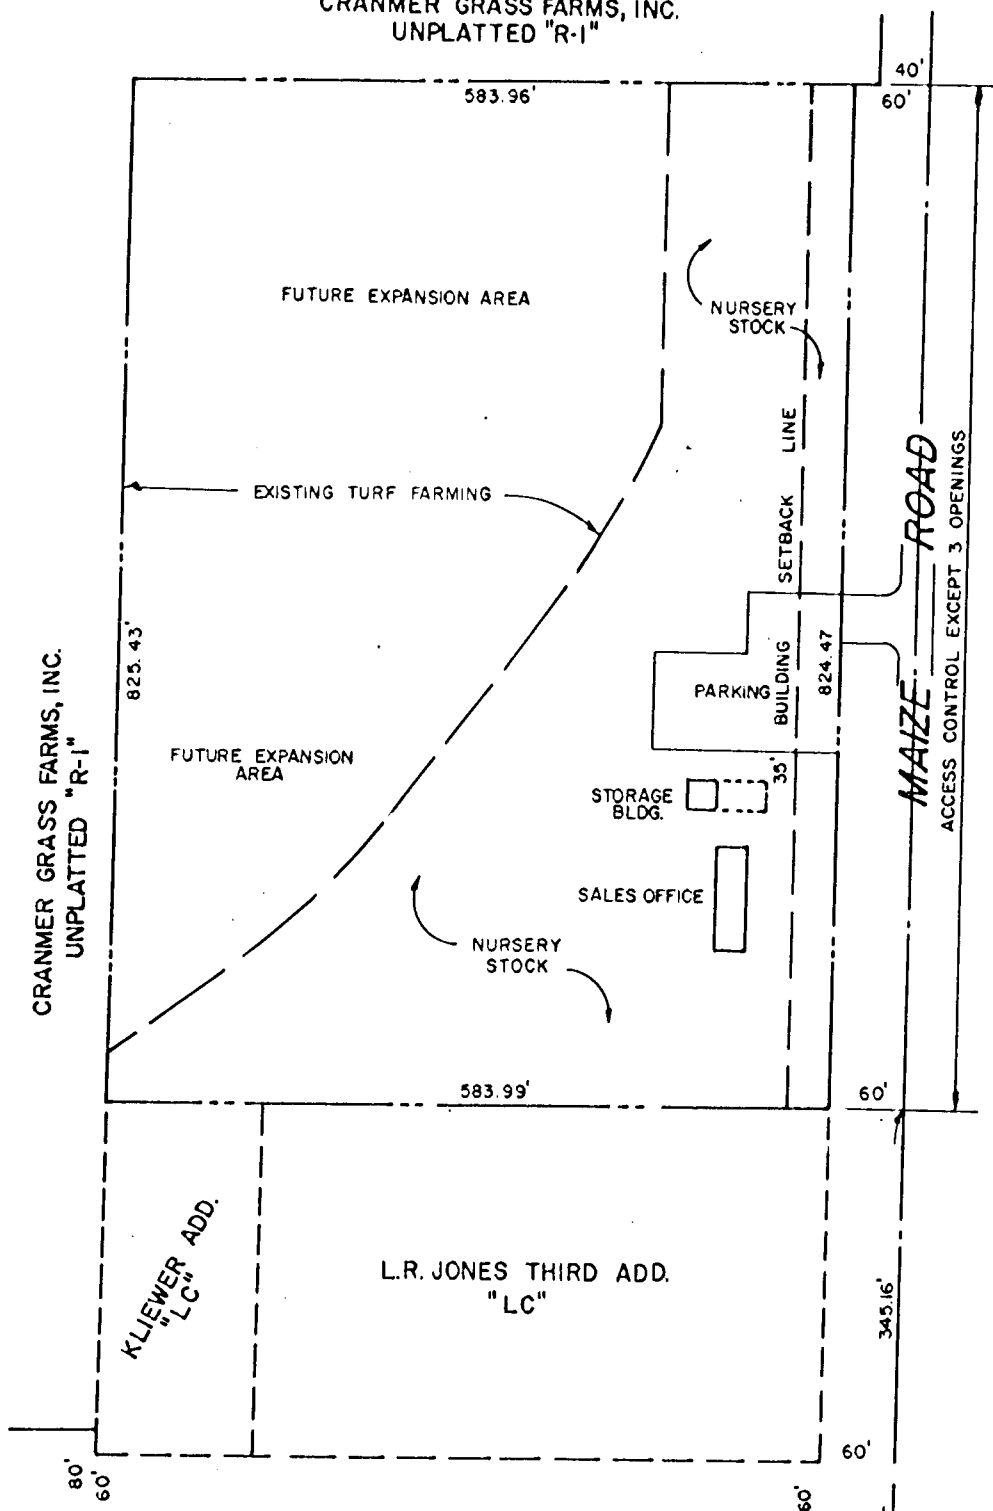 CRANMER GRASS FARMS, INC.
UNPLATTED "R-1"
40'
583.96'
60'
FUTURE EXPANSION AREA
NURSERY
STOCK
EXISTING TURF FARMING
BUILDING SETBACK LINE
MAIZE ROAD
ACCESS CONTROL EXCEPT 3 OPENINGS
825.43'
824.47
CRANMER GRASS FARMS, INC.
UNPLATTED "R-1"
PARKING
FUTURE EXPANSION
AREA
35'
STORAGE
BLDG.
SALES OFFICE
NURSERY
STOCK
583.99'
60'
KLIEWER ADD.
"LC"
L.R. JONES THIRD ADD.
"LC"
345.16'
60'
80'
60'
60'